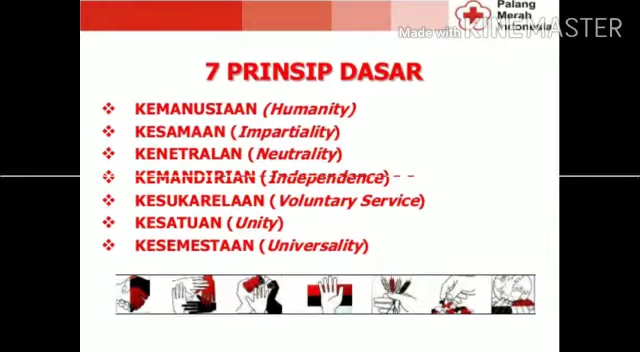 Palang
Merah
Indonesia
Made with KINEMASTER
7 PRINSIP DASAR
❖ KEMANUSIAAN (Humanity)
❖ KESAMAAN (Impartiality)
❖ KENETRALAN (Neutrality)
❖ KEMANDIRIAN (Independence)
❖ KESUKARELAAN (Voluntary Service)
❖ KESATUAN (Unity)
❖ KESEMESTAAN (Universality)